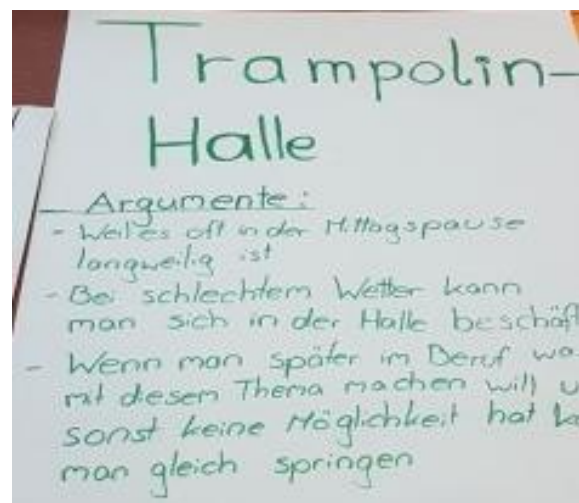 Trampolin-
Halle
Argumente:
- Weil es oft in der Mittagspause
langweilig ist
- Bei schlechtem Wetter kann
man sich in der Halle beschäft
- Wenn man später im Beruf wa
mit diesem Thema machen will u
sonst keine Möglichkeit hat k
man gleich springen